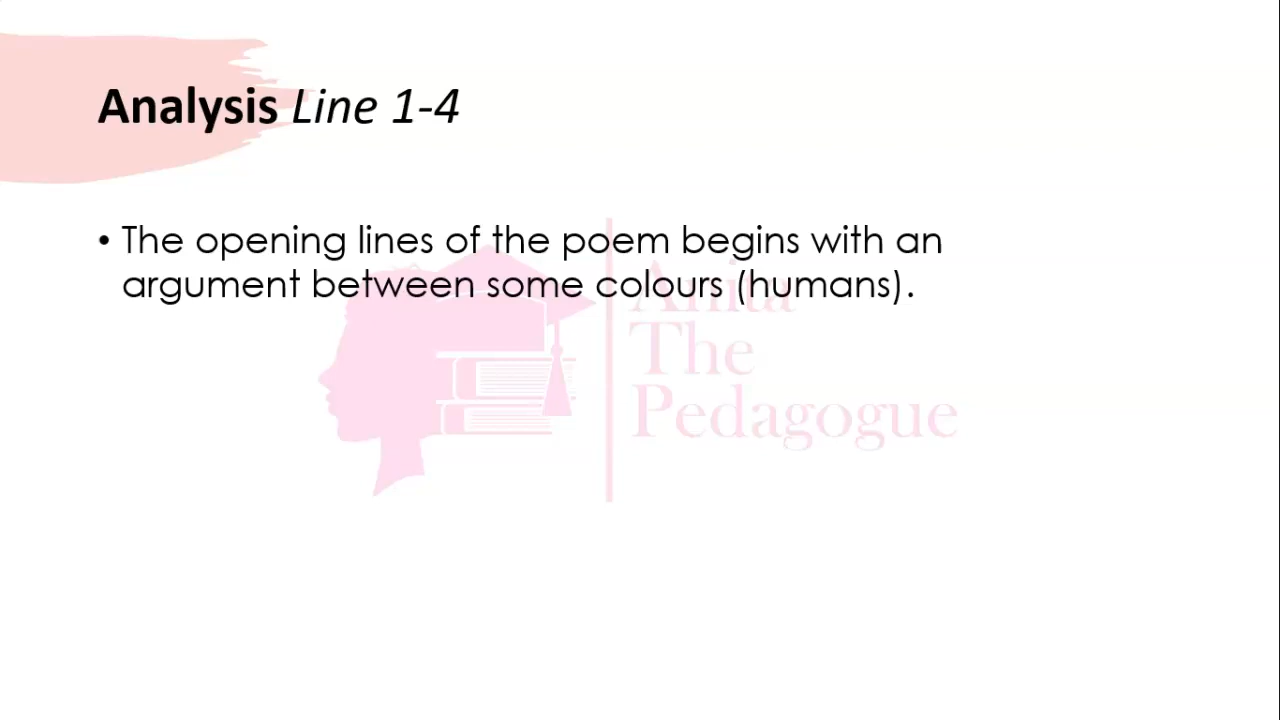 Analysis Line 1-4
• The opening lines of the poem begins with an
argument between some colours (humans).
Anita
The
Pedagogue